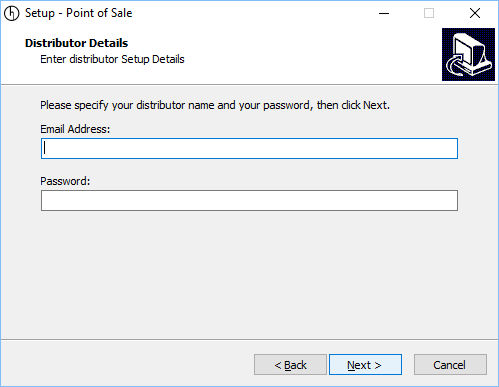 Setup - Point of Sale
Distributor Details
Enter distributor Setup Details
Please specify your distributor name and your password, then click Next.
Email Address:
Password:
< Back
Next >
Cancel